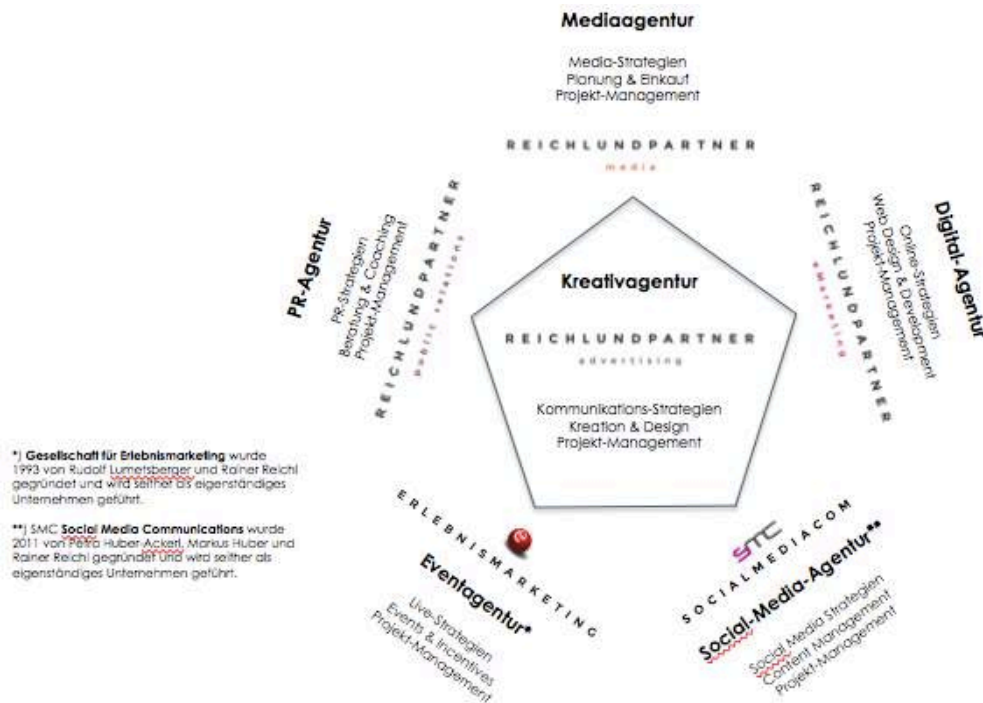 Mediaagentur
Media-Strategien
Planung & Einkauf
Projekt-Management
REICHLUNDPARTNER
media
PR-Agentur
PR-Strategien
Beratung & Coaching
Projekt-Management
REICHLUNDPARTNER
public relations
Kreativagentur
REICHLUNDPARTNER
advertising
Kommunikations-Strategien
Kreation & Design
Projekt-Management
Digital-Agentur
Online-Strategien
Web Design & Development
Projekt-Management
REICHLUNDPARTNER
eMarketing
*) Gesellschaft für Erlebnismarketing wurde
1993 von Rudolf Lumetsberger und Rainer Reichl
gegründet und wird seither als eigenständiges
Unternehmen geführt.
**) SMC Social Media Communications wurde
2011 von Petra Huber-Ackerl, Markus Huber und
Rainer Reichl gegründet und wird seither als
eigenständiges Unternehmen geführt.
ERLEBNISMARKETING
e
Eventagentur*
Live-Strategien
Events & Incentives
Projekt-Management
SMC
SOCIALMEDIACOM
Social-Media-Agentur**
Social Media Strategien
Content Management
Projekt-Management